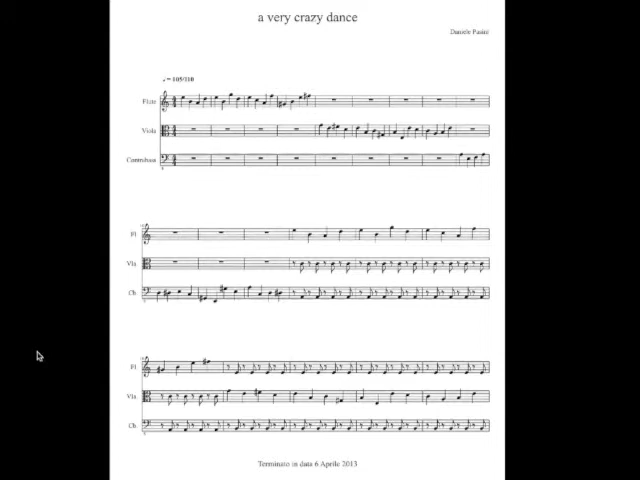 a very crazy dance
Daniele Pasini
♩= 105/110
Flute
Viola
Contrabass
Fl
Vla
Cb
Fl
Vla
Cb
Terminato in data 6 Aprile 2013